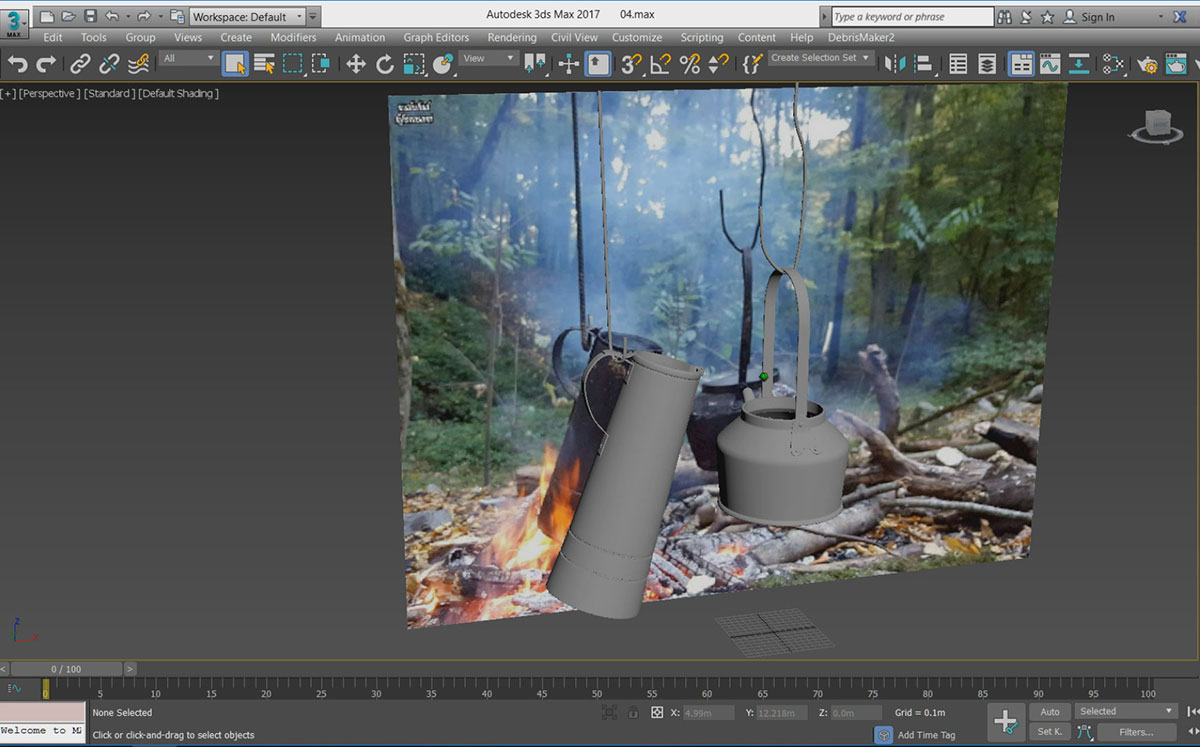 3
MAX
Workspace: Default
Autodesk 3ds Max 2017 04.max
Type a keyword or phrase
Sign In
Edit Tools Group Views Create Modifiers Animation Graph Editors Rendering Civil View Customize Scripting Content Help DebrisMaker2
All
View
3
Create Selection Set
[ + ] [Perspective ] [Standard ] [Default Shading ]
z
x
< 0 / 100 >
0 5 10 15 20 25 30 35 40 45 50 55 60 65 70 75 80 85 90 95 100
None Selected
X: 4.99m Y: 12.218m Z: 0.0m Grid = 0.1m
Auto Selected
Welcome to M
Click or click-and-drag to select objects
Add Time Tag
Set K. Filters...